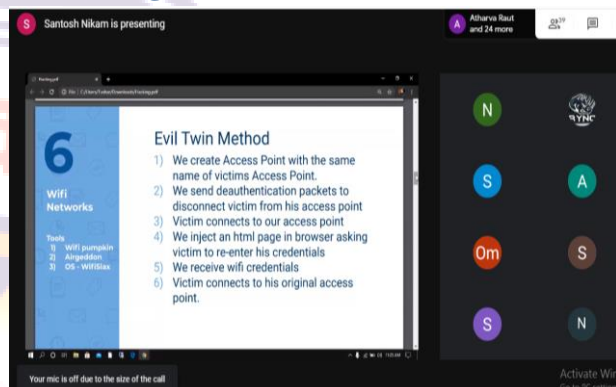 S Santosh Nikam is presenting
A Atharva Raut
and 24 more
39
6
Wifi
Networks
Tools
1) Wifi pumpkin
2) Airgeddon
3) OS - WifiSlax
Evil Twin Method
1) We create Access Point with the same
name of victims Access Point.
2) We send deauthentication packets to
disconnect victim from his access point
3) Victim connects to our access point
4) We inject an html page in browser asking
victim to re-enter his credentials
5) We receive wifi credentials
6) Victim connects to his original access
point.
N
SYNC
S
A
Om
S
S
N
Your mic is off due to the size of the call
Activate Win